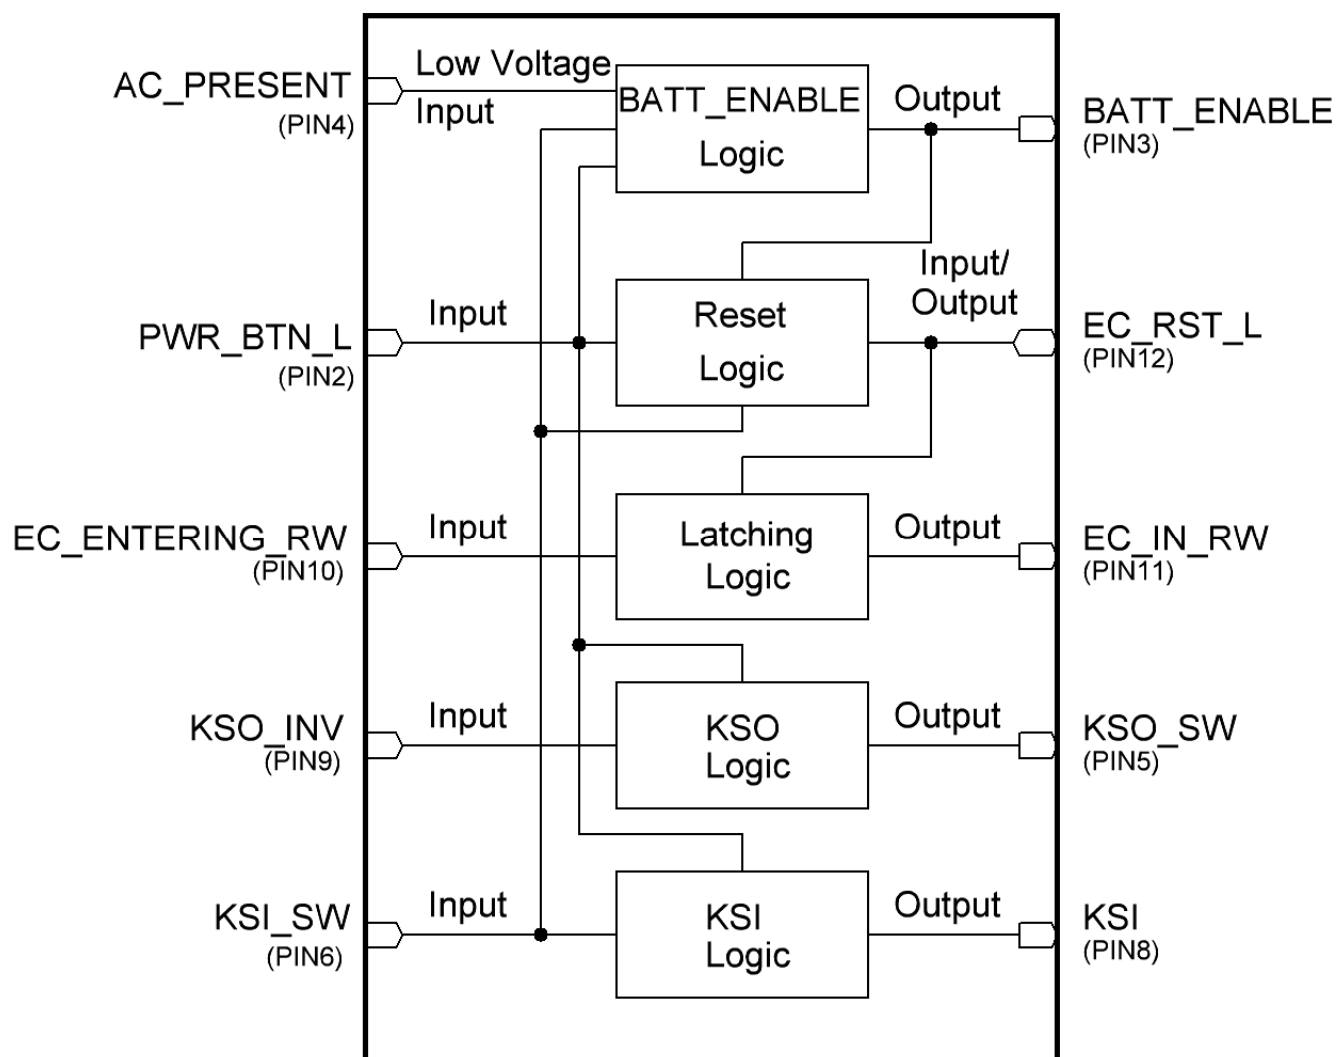 AC_PRESENT
(PIN4)
Low Voltage
Input
BATT_ENABLE
Logic
Output
BATT_ENABLE
(PIN3)
PWR_BTN_L
(PIN2)
Input
Reset
Logic
Input/
Output
EC_RST_L
(PIN12)
EC_ENTERING_RW
(PIN10)
Input
Latching
Logic
Output
EC_IN_RW
(PIN11)
KSO_INV
(PIN9)
Input
KSO
Logic
Output
KSO_SW
(PIN5)
KSI_SW
(PIN6)
Input
KSI
Logic
Output
KSI
(PIN8)